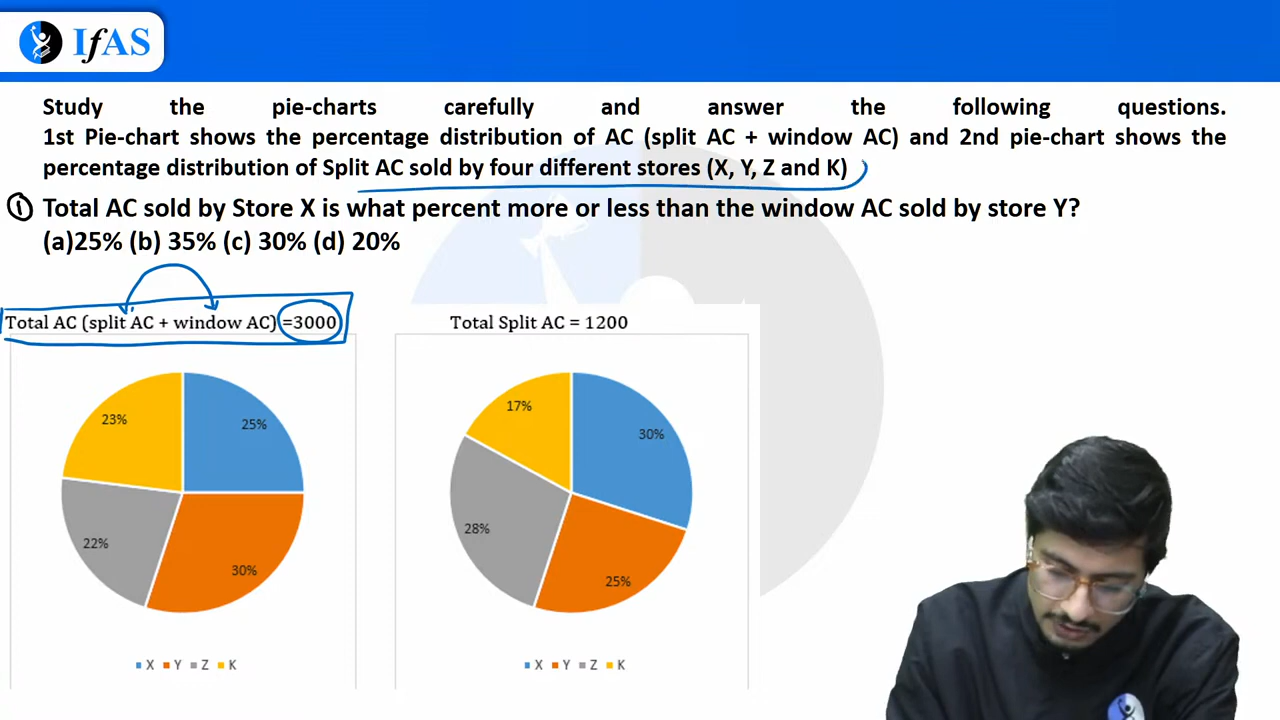 IfAS
Study the pie-charts carefully and answer the following questions.
1st Pie-chart shows the percentage distribution of AC (split AC + window AC) and 2nd pie-chart shows the
percentage distribution of Split AC sold by four different stores (X, Y, Z and K)
① Total AC sold by Store X is what percent more or less than the window AC sold by store Y?
(a)25% (b) 35% (c) 30% (d) 20%
Total AC (split AC + window AC) =3000
23%
25%
22%
30%
X Y Z K
Total Split AC = 1200
17%
30%
28%
25%
X Y Z K